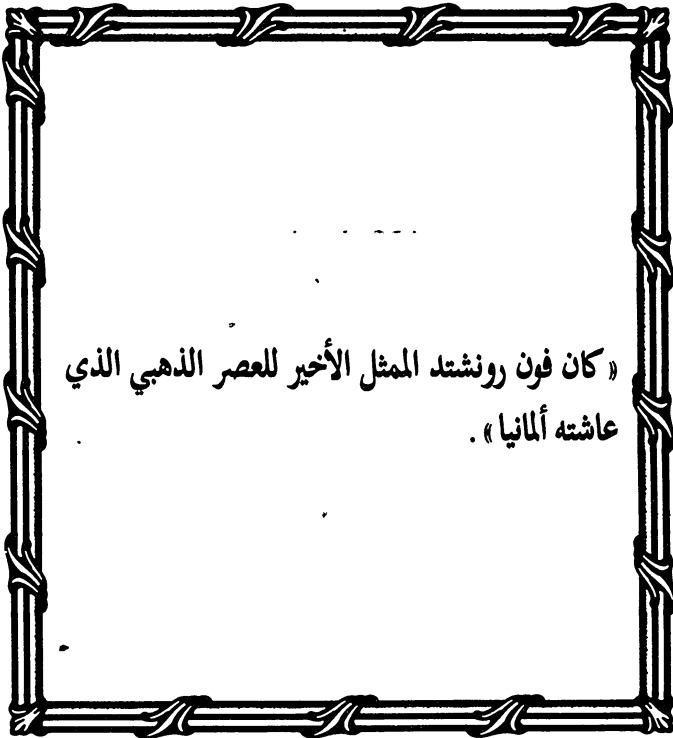 « كان فون رونشتد الممثل الأخير للعصر الذهبي الذي
عاشته ألمانيا » .